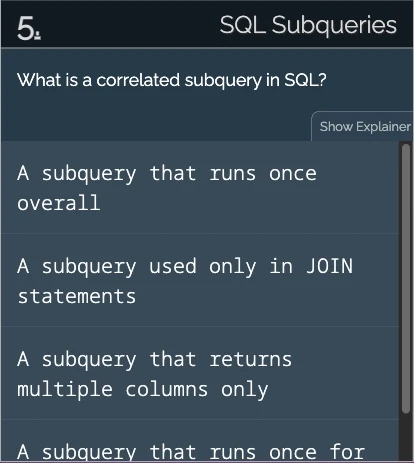 5.
SQL Subqueries
What is a correlated subquery in SQL?
Show Explainer
A subquery that runs once
overall
A subquery used only in JOIN
statements
A subquery that returns
multiple columns only
A subquery that runs once for